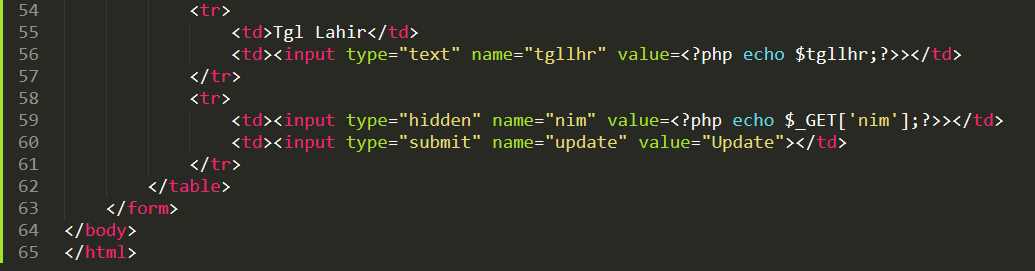 54 <tr>
55 <td>Tgl Lahir</td>
56 <td><input type="text" name="tgllhr" value=<?php echo $tgllhr;?>></td>
57 </tr>
58 <tr>
59 <td><input type="hidden" name="nim" value=<?php echo $_GET['nim'];?>></td>
60 <td><input type="submit" name="update" value="Update"></td>
61 </tr>
62 </table>
63 </form>
64 </body>
65 </html>